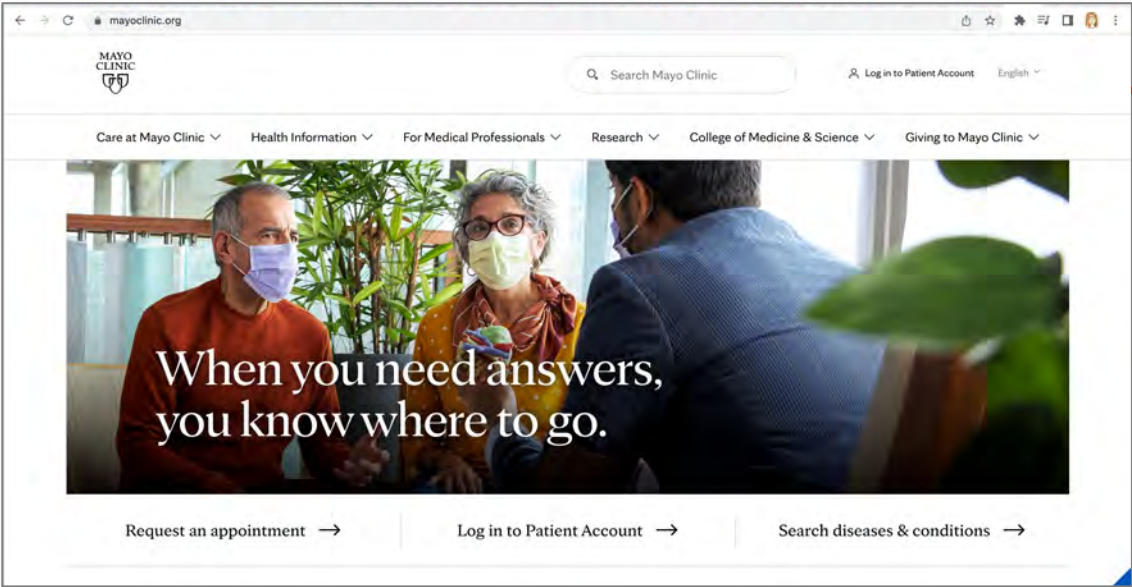 mayoclinic.org
MAYO
CLINIC
Search Mayo Clinic
Log in to Patient Account
English
Care at Mayo Clinic
Health Information
For Medical Professionals
Research
College of Medicine & Science
Giving to Mayo Clinic
When you need answers,
you know where to go.
Request an appointment →
Log in to Patient Account →
Search diseases & conditions →